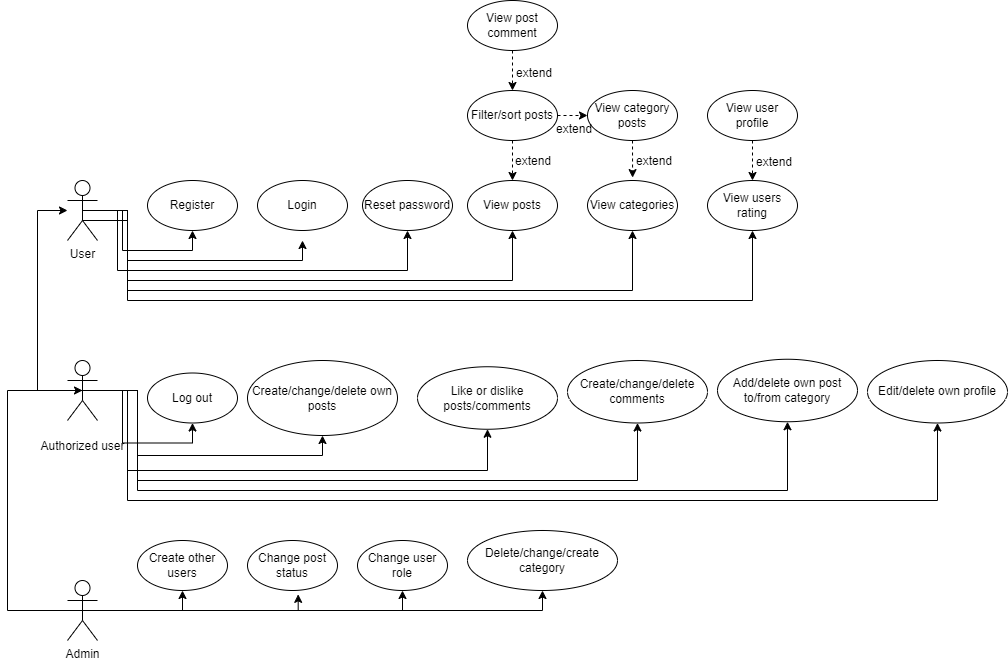 View post
comment
extend
Filter/sort posts
extend
View category
posts
View user
profile
extend
extend
extend
User
Register
Login
Reset password
View posts
View categories
View users
rating
Authorized user
Log out
Create/change/delete own
posts
Like or dislike
posts/comments
Create/change/delete
comments
Add/delete own post
to/from category
Edit/delete own profile
Admin
Create other
users
Change post
status
Change user
role
Delete/change/create
category